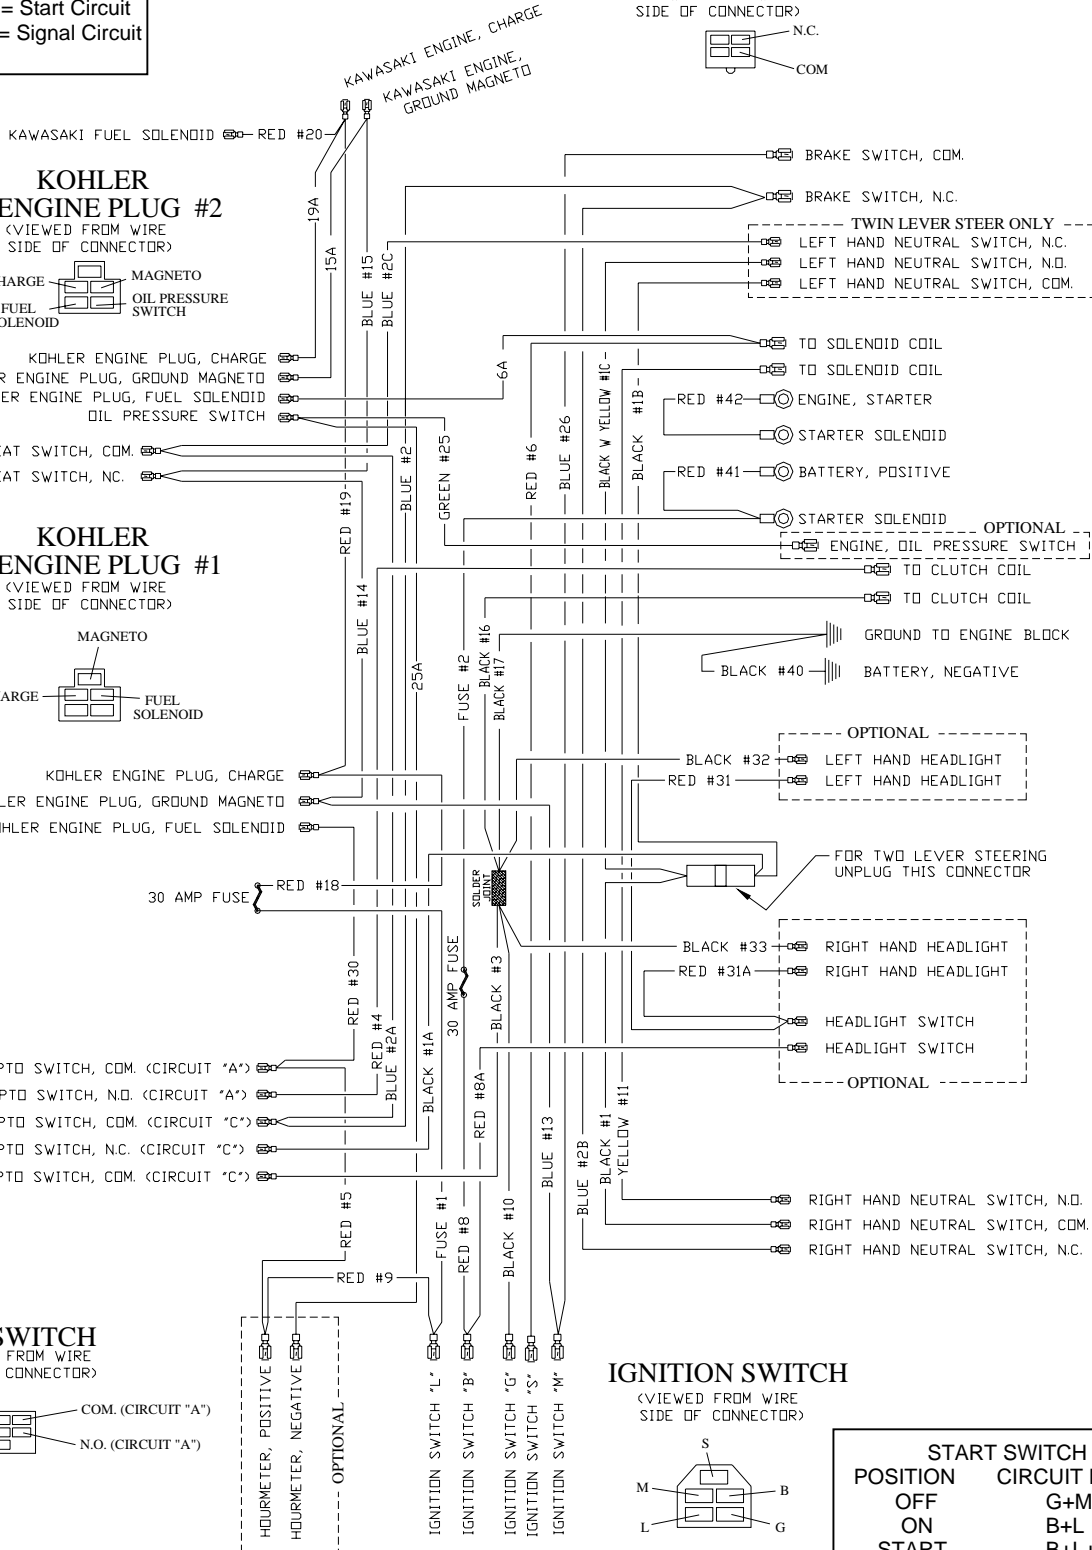 = Start Circuit
= Signal Circuit
SIDE OF CONNECTOR)
N.C.
COM
KAWASAKI ENGINE, CHARGE
KAWASAKI ENGINE,
GROUND MAGNETO
KAWASAKI FUEL SOLENOID
RED #20
KOHLER
ENGINE PLUG #2
(VIEWED FROM WIRE
SIDE OF CONNECTOR)
MAGNETO
OIL PRESSURE
SWITCH
19A
15A
BLUE #15
BLUE #2C
BRAKE SWITCH, COM.
BRAKE SWITCH, N.C.
TWIN LEVER STEER ONLY
LEFT HAND NEUTRAL SWITCH, N.C.
LEFT HAND NEUTRAL SWITCH, N.O.
LEFT HAND NEUTRAL SWITCH, COM.
KOHLER ENGINE PLUG, CHARGE
ENGINE PLUG, GROUND MAGNETO
ENGINE PLUG, FUEL SOLENOID
OIL PRESSURE SWITCH
SWITCH, COM.
SWITCH, NC.
6A
TO SOLENOID COIL
TO SOLENOID COIL
RED #42
ENGINE, STARTER
STARTER SOLENOID
RED #41
BATTERY, POSITIVE
STARTER SOLENOID
OPTIONAL
ENGINE, OIL PRESSURE SWITCH
TO CLUTCH COIL
TO CLUTCH COIL
GROUND TO ENGINE BLOCK
BLACK #40
BATTERY, NEGATIVE
RED #19
BLUE #14
BLUE #2
25A
GREEN #25
FUSE #2
BLACK #16
BLACK #17
RED #6
BLUE #26
BLACK W YELLOW #1C
BLACK #1B
KOHLER
ENGINE PLUG #1
(VIEWED FROM WIRE
SIDE OF CONNECTOR)
MAGNETO
FUEL
SOLENOID
OPTIONAL
BLACK #32
LEFT HAND HEADLIGHT
RED #31
LEFT HAND HEADLIGHT
KOHLER ENGINE PLUG, CHARGE
ENGINE PLUG, GROUND MAGNETO
ENGINE PLUG, FUEL SOLENOID
FOR TWO LEVER STEERING
UNPLUG THIS CONNECTOR
30 AMP FUSE
RED #18
SOLDER
JOINT
BLACK #33
RIGHT HAND HEADLIGHT
RED #31A
RIGHT HAND HEADLIGHT
HEADLIGHT SWITCH
HEADLIGHT SWITCH
OPTIONAL
RED #30
RED #4
BLUE #2A
BLACK #1A
30 AMP FUSE
BLACK #3
RED #8A
PTO SWITCH, COM. (CIRCUIT "A")
PTO SWITCH, N.O. (CIRCUIT "A")
PTO SWITCH, COM. (CIRCUIT "C")
PTO SWITCH, N.C. (CIRCUIT "C")
PTO SWITCH, COM. (CIRCUIT "C")
RED #5
FUSE #1
RED #8
BLACK #10
BLUE #13
BLUE #2B
BLACK #1
YELLOW #11
RIGHT HAND NEUTRAL SWITCH, N.O.
RIGHT HAND NEUTRAL SWITCH, COM.
RIGHT HAND NEUTRAL SWITCH, N.C.
RED #9
SWITCH
FROM WIRE
CONNECTOR)
COM. (CIRCUIT "A")
N.O. (CIRCUIT "A")
HOURMETER, POSITIVE
HOURMETER, NEGATIVE
OPTIONAL
IGNITION SWITCH "L"
IGNITION SWITCH "B"
IGNITION SWITCH "G"
IGNITION SWITCH "S"
IGNITION SWITCH "M"
IGNITION SWITCH
(VIEWED FROM WIRE
SIDE OF CONNECTOR)
S
M
B
L
G
START SWITCH
POSITION CIRCUIT
OFF G+M
ON B+L